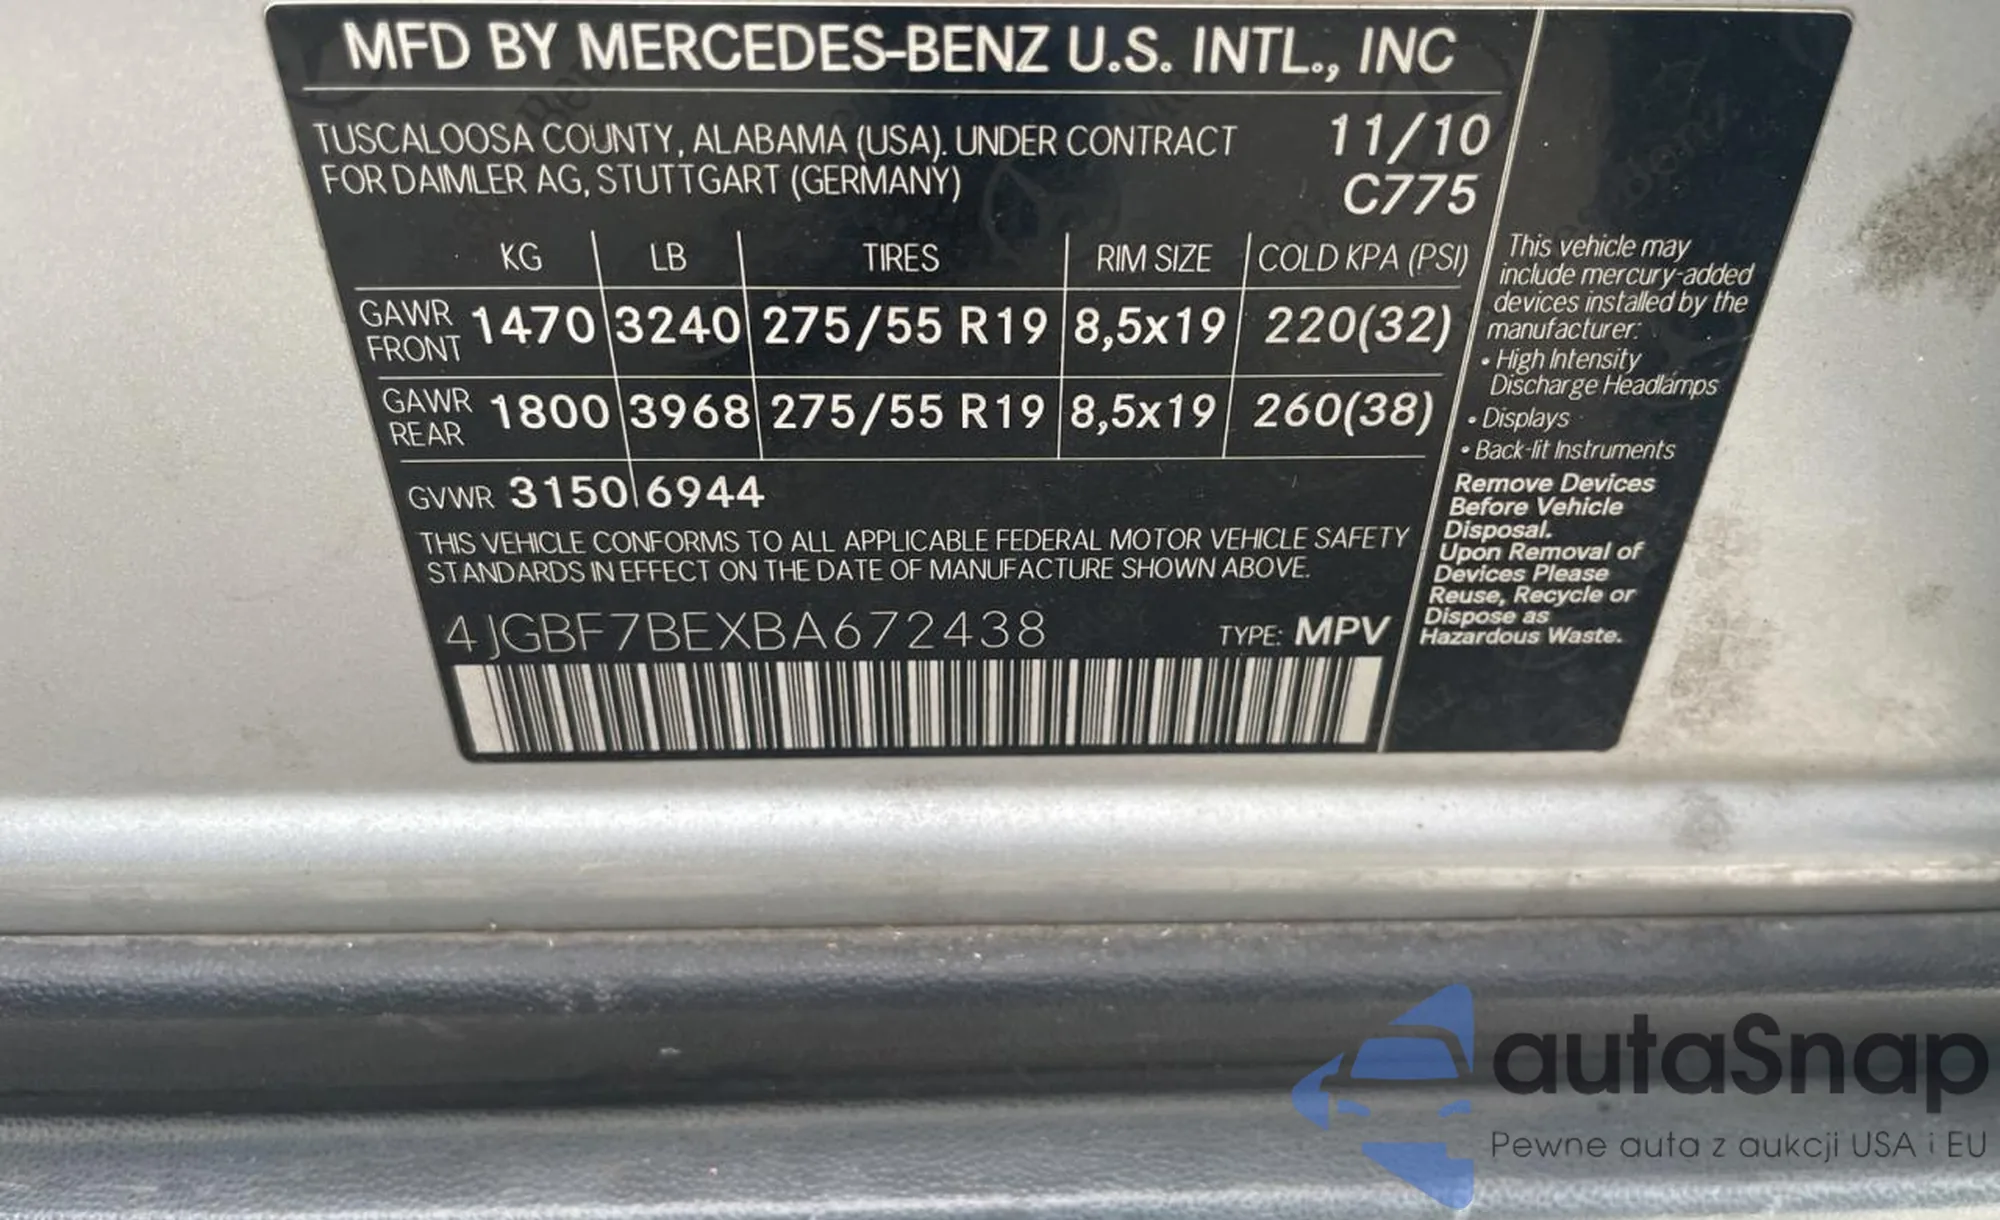 MFD BY MERCEDES-BENZ U.S. INTL., INC
TUSCALOOSA COUNTY, ALABAMA (USA). UNDER CONTRACT
FOR DAIMLER AG, STUTTGART (GERMANY)
11/10
C775
KG LB TIRES RIM SIZE COLD KPA (PSI)
GAWR FRONT 1470 3240 275/55 R19 8,5x19 220(32)
GAWR REAR 1800 3968 275/55 R19 8,5x19 260(38)
GVWR 3150 6944
THIS VEHICLE CONFORMS TO ALL APPLICABLE FEDERAL MOTOR VEHICLE SAFETY
STANDARDS IN EFFECT ON THE DATE OF MANUFACTURE SHOWN ABOVE.
4JGBF7BEXBA672438 TYPE: MPV
This vehicle may
include mercury-added
devices installed by the
manufacturer:
• High Intensity
Discharge Headlamps
• Displays
• Back-lit Instruments
Remove Devices
Before Vehicle
Disposal.
Upon Removal of
Devices Please
Reuse, Recycle or
Dispose as
Hazardous Waste.
autaSnap
Pewne auta z aukcji USA i EU